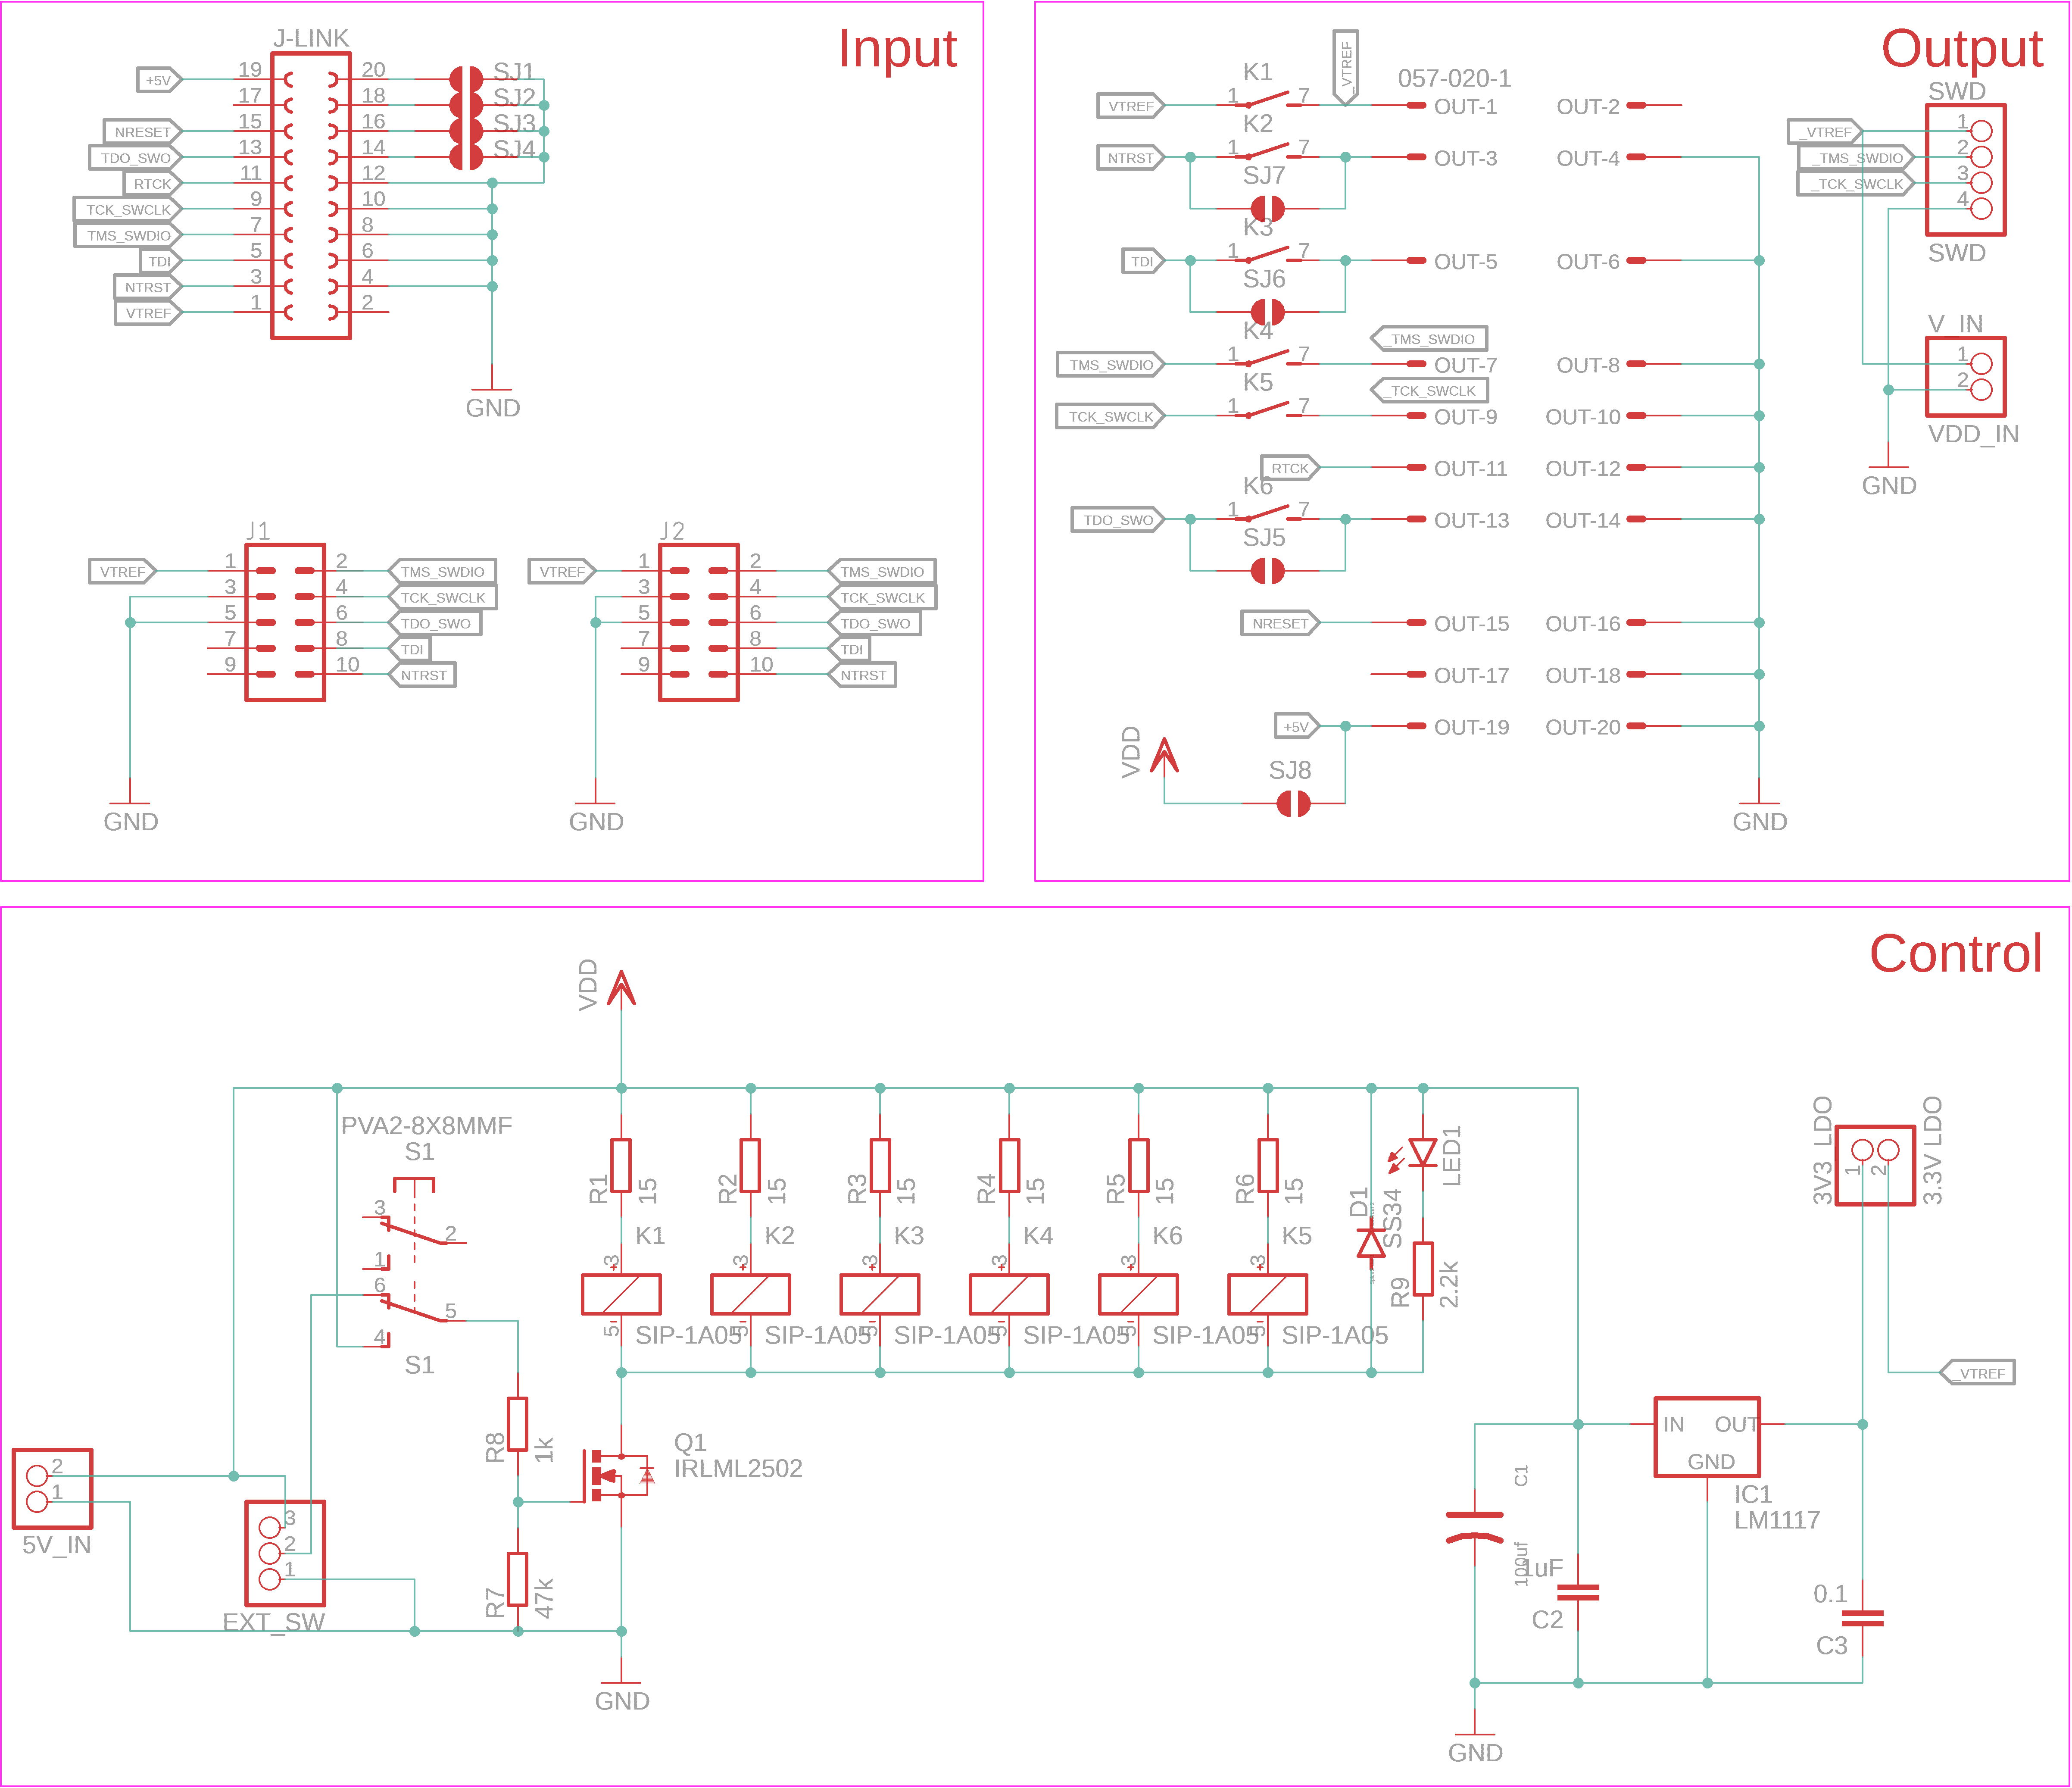 Input
J-LINK
+5V 19 20 SJ1
17 18 SJ2
NRESET 15 16 SJ3
TDO_SWO 13 14 SJ4
RTCK 11 12
TCK_SWCLK 9 10
TMS_SWDIO 7 8
TDI 5 6
NTRST 3 4
VTREF 1 2
GND
J1
VTREF 1 2 TMS_SWDIO
3 4 TCK_SWCLK
5 6 TDO_SWO
7 8 TDI
9 10 NTRST
GND
J2
VTREF 1 2 TMS_SWDIO
3 4 TCK_SWCLK
5 6 TDO_SWO
7 8 TDI
9 10 NTRST
GND
Output
_VTREF
057-020-1
K1
VTREF 1 7 OUT-1 OUT-2
K2
NTRST 1 7 OUT-3 OUT-4
SJ7
K3
TDI 1 7 OUT-5 OUT-6
SJ6
K4
_TMS_SWDIO
TMS_SWDIO 1 7 OUT-7 OUT-8
K5
_TCK_SWCLK
TCK_SWCLK 1 7 OUT-9 OUT-10
RTCK OUT-11 OUT-12
K6
TDO_SWO 1 7 OUT-13 OUT-14
SJ5
NRESET OUT-15 OUT-16
OUT-17 OUT-18
+5V OUT-19 OUT-20
VDD
SJ8
GND
SWD
_VTREF 1
_TMS_SWDIO 2
_TCK_SWCLK 3
4
SWD
V_IN
1
2
VDD_IN
GND
Control
VDD
PVA2-8X8MMF
S1
3
2
1
6
5
4
S1
R1 15
R2 15
R3 15
R4 15
R5 15
R6 15
K1
K2
K3
K4
K6
K5
3 + 3 + 3 + 3 + 3 + 3 +
5 - 5 - 5 - 5 - 5 - 5 -
SIP-1A05
SIP-1A05
SIP-1A05
SIP-1A05
SIP-1A05
SIP-1A05
D1
SS34
LED1
R9
2.2k
R8
1k
Q1
IRLML2502
R7
47k
GND
2
1
5V_IN
3
2
1
EXT_SW
3V3_LDO
1 2
3.3V LDO
_VTREF
IN OUT
GND
IC1
LM1117
C1
100uf
1uF
C2
0.1
C3
GND